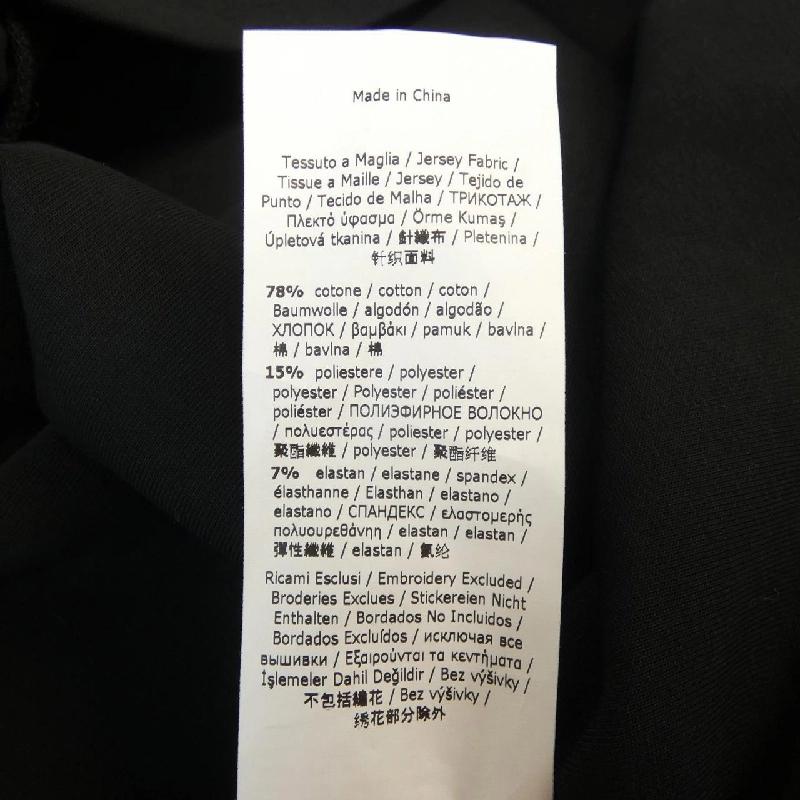 Made in China
Tessuto a Maglia / Jersey Fabric /
Tissue a Maille / Jersey / Tejido de
Punto / Tecido de Malha / ТРИКОТАЖ /
Πλεκτό ύφασμα / Örme Kumaş /
Úpletová tkanina / 針織布 / Pletenina /
针织面料
78% cotone / cotton / coton /
Baumwolle / algodón / algodão /
ХЛОПОК / βαμβάκι / pamuk / bavlna /
棉 / bavlna / 棉
15% poliestere / polyester /
polyester / Polyester / poliéster /
poliéster / ПОЛИЭФИРНОЕ ВОЛОКНО
/ πολυεστέρας / poliester / polyester /
聚酯纖維 / polyester / 聚酯纤维
7% elastan / elastane / spandex /
élasthanne / Elasthan / elastano /
elastano / СПАНДЕКС / ελαστομερής
πολυουρεθάνηη / elastan / elastan /
彈性纖維 / elastan / 氨纶
Ricami Esclusi / Embroidery Excluded /
Broderies Exclues / Stickereien Nicht
Enthalten / Bordados No Incluidos /
Bordados Excluídos / исключая все
вышивки / Εξαιρούνται τα κεντήματα /
İşlemeler Dahil Değildir / Bez výšivky /
不包括繡花 / Bez výšivky /
绣花部分除外